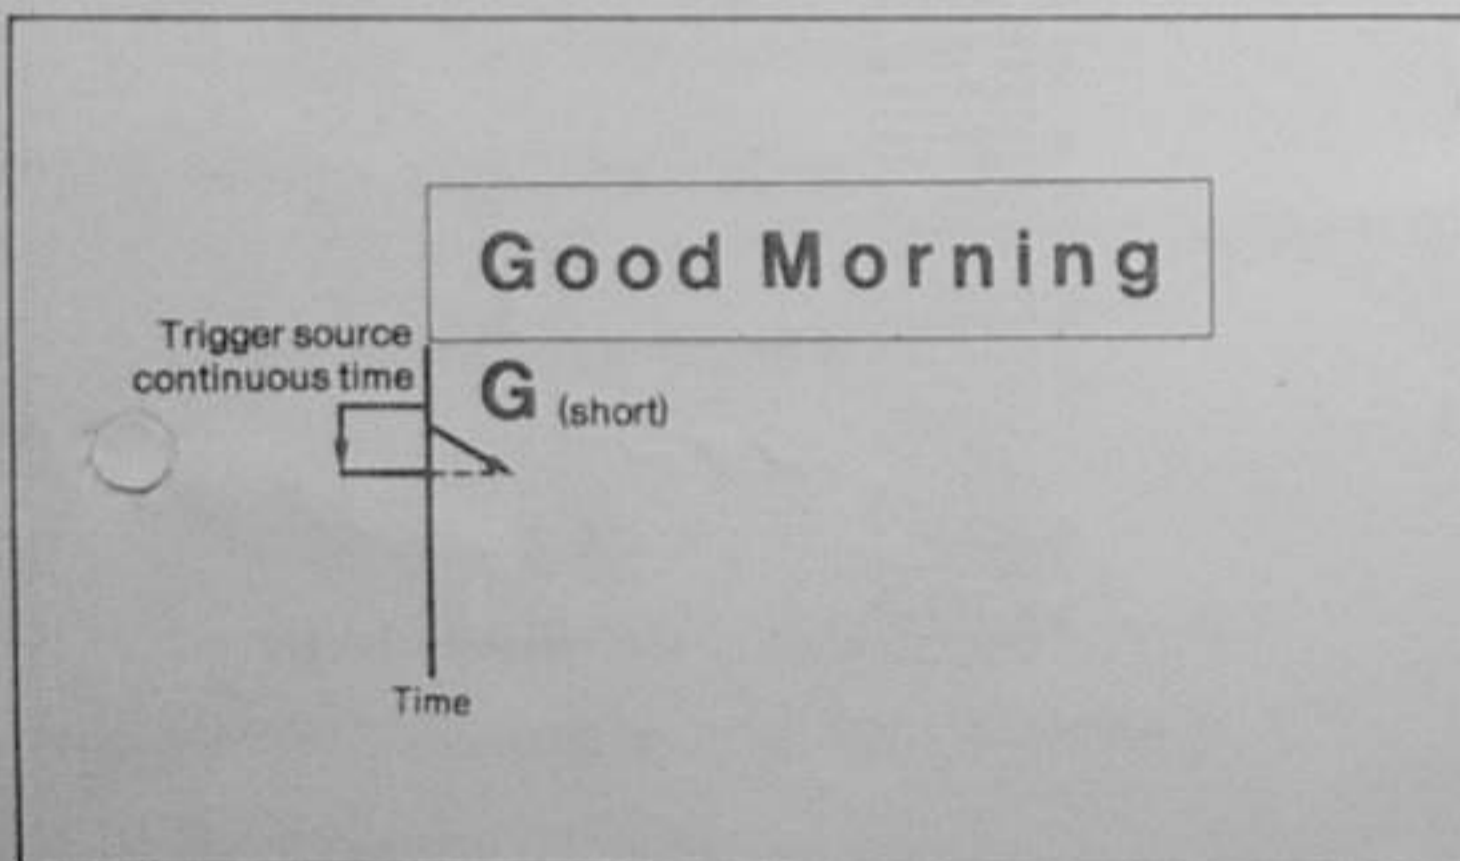 Good Morning
Trigger source
continuous time
G (short)
Time